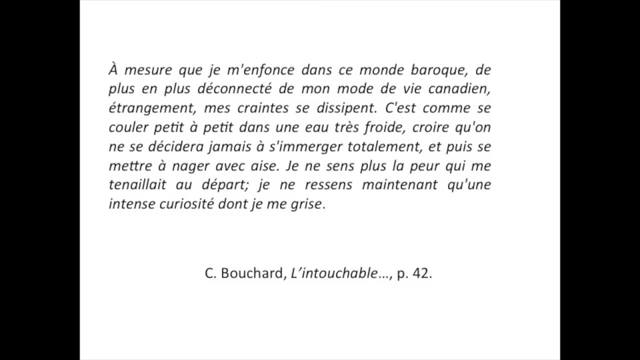 À mesure que je m'enfonce dans ce monde baroque, de
plus en plus déconnecté de mon mode de vie canadien,
étrangement, mes craintes se dissipent. C'est comme se
couler petit à petit dans une eau très froide, croire qu'on
ne se décidera jamais à s'immerger totalement, et puis se
mettre à nager avec aise. Je ne sens plus la peur qui me
tenaillait au départ; je ne ressens maintenant qu'une
intense curiosité dont je me grise.
C. Bouchard, L'intouchable…, p. 42.